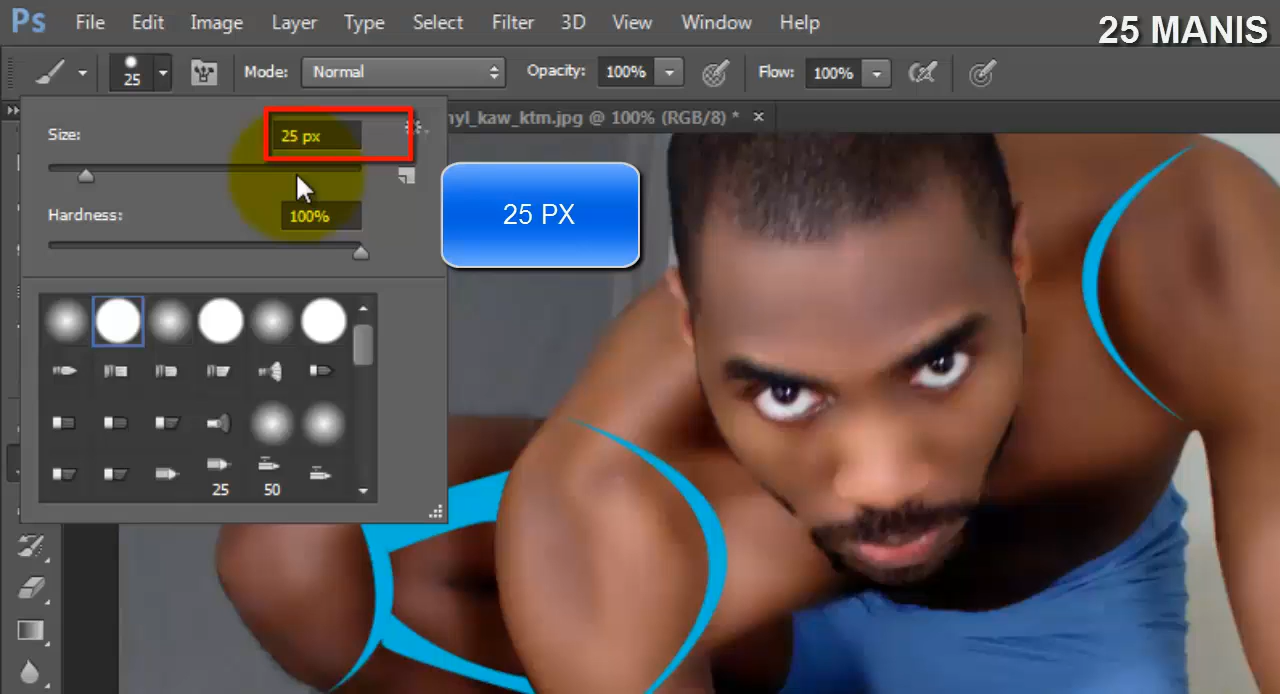 Ps File Edit Image Layer Type Select Filter 3D View Window Help
25 MANIS
25 Mode: Normal Opacity: 100% Flow: 100%
nyl_kaw_ktm.jpg @ 100% (RGB/8) * ×
Size: 25 px
25 PX
Hardness: 100%
25 50